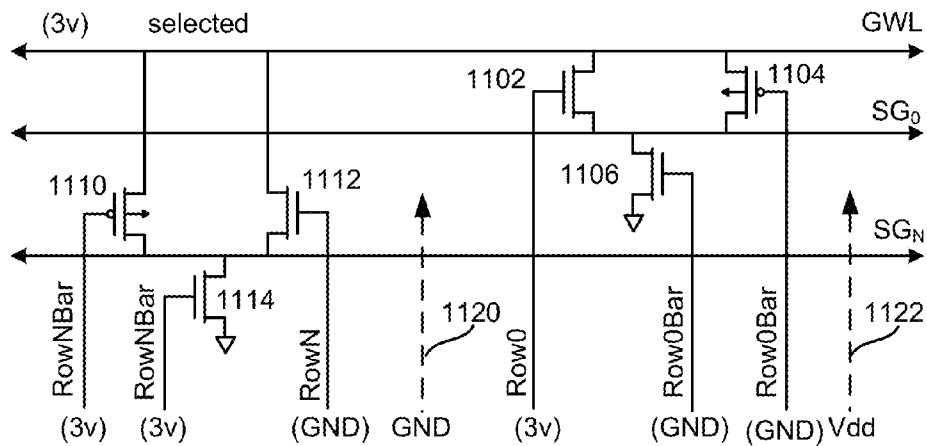 (3v) selected GWL
1102 1104
SG0
1110 1112 1106
SGN
1114 1120 1122
RowNBar RowNBar RowN Row0 Row0Bar Row0Bar
(3v) (3v) (GND) GND (3v) (GND) (GND) Vdd